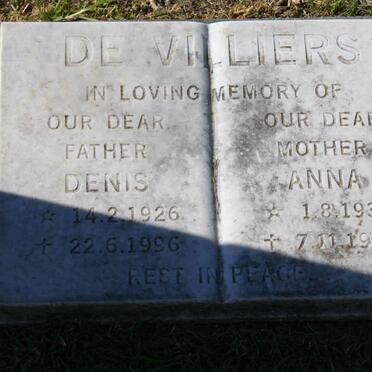 DE VILLIERS
IN LOVING MEMORY OF
OUR DEAR
FATHER
DENIS
☆ 14.2.1926
✝ 22.6.1996
OUR DEAR
MOTHER
ANNA
☆ 1.8.193
✝ 7.11.19
REST IN PEACE